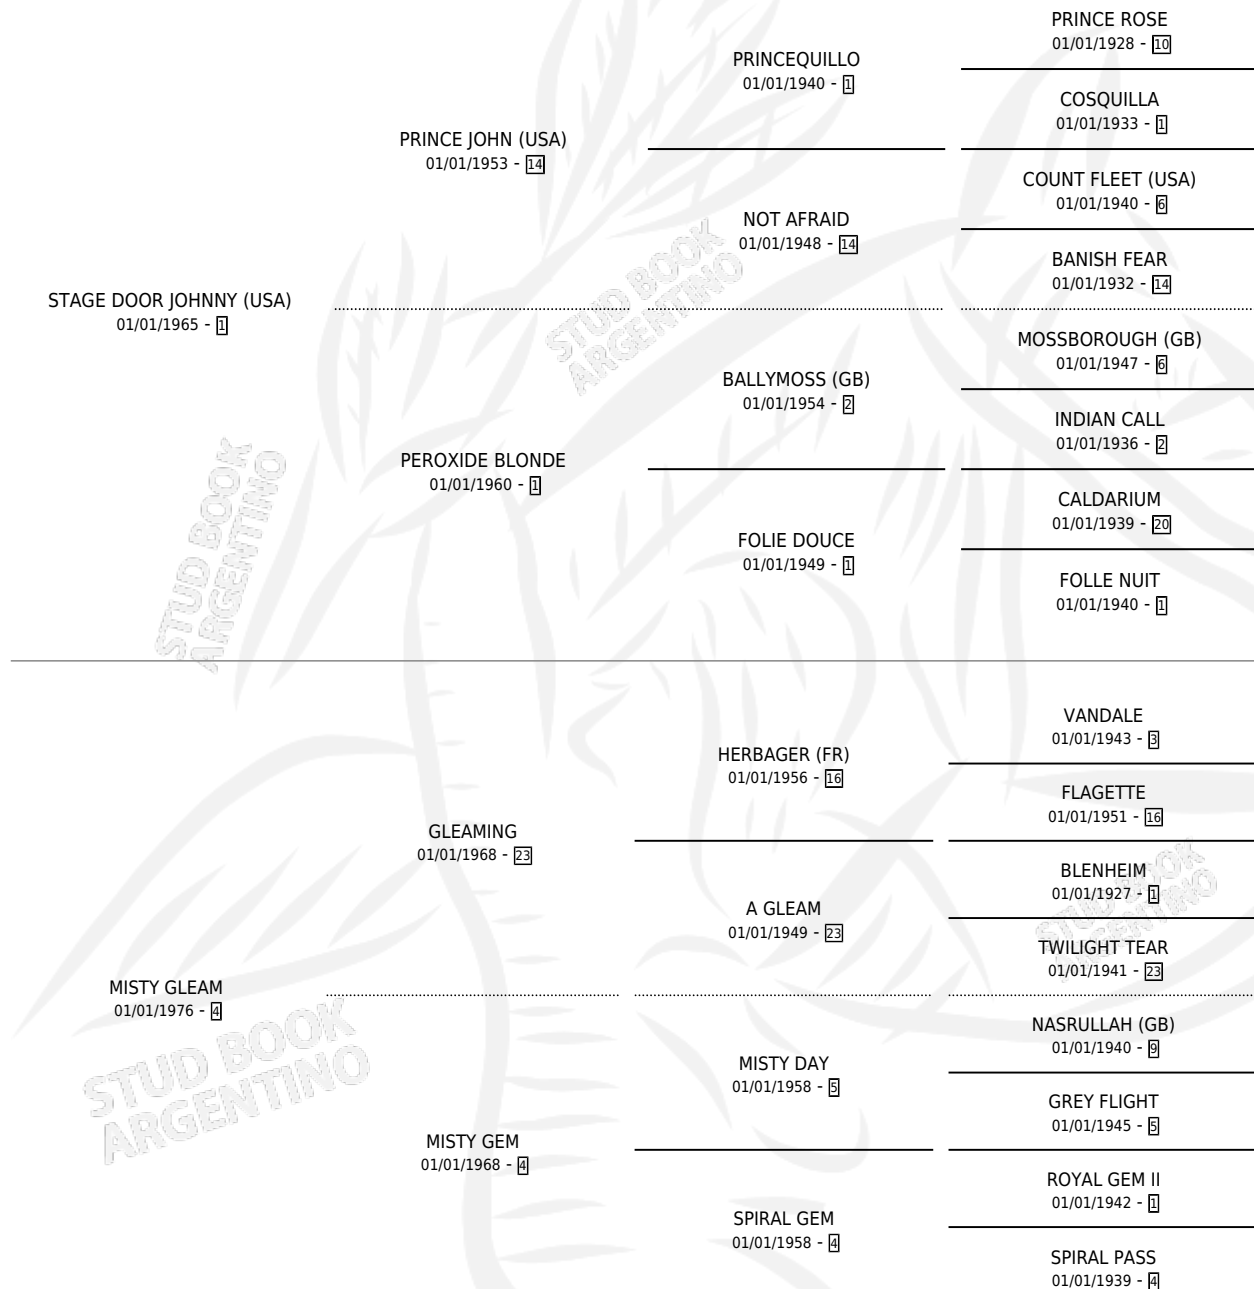 PRINCE ROSE
01/01/1928 - 10
PRINCEQUILLO
01/01/1940 - 1
COSQUILLA
01/01/1933 - 1
PRINCE JOHN (USA)
01/01/1953 - 14
COUNT FLEET (USA)
01/01/1940 - 6
NOT AFRAID
01/01/1948 - 14
BANISH FEAR
01/01/1932 - 14
STAGE DOOR JOHNNY (USA)
01/01/1965 - 1
MOSSBOROUGH (GB)
01/01/1947 - 6
BALLYMOSS (GB)
01/01/1954 - 2
INDIAN CALL
01/01/1936 - 2
PEROXIDE BLONDE
01/01/1960 - 1
CALDARIUM
01/01/1939 - 20
FOLIE DOUCE
01/01/1949 - 1
FOLLE NUIT
01/01/1940 - 1
VANDALE
01/01/1943 - 3
HERBAGER (FR)
01/01/1956 - 16
FLAGETTE
01/01/1951 - 16
GLEAMING
01/01/1968 - 23
BLENHEIM
01/01/1927 - 1
A GLEAM
01/01/1949 - 23
TWILIGHT TEAR
01/01/1941 - 23
MISTY GLEAM
01/01/1976 - 4
NASRULLAH (GB)
01/01/1940 - 9
MISTY DAY
01/01/1958 - 5
GREY FLIGHT
01/01/1945 - 5
MISTY GEM
01/01/1968 - 4
ROYAL GEM II
01/01/1942 - 1
SPIRAL GEM
01/01/1958 - 4
SPIRAL PASS
01/01/1939 - 4
STUD BOOK
ARGENTINO
STUD BOOK
ARGENTINO
STUD BOOK
ARGENTINO
STUD BOOK
ARGENTINO